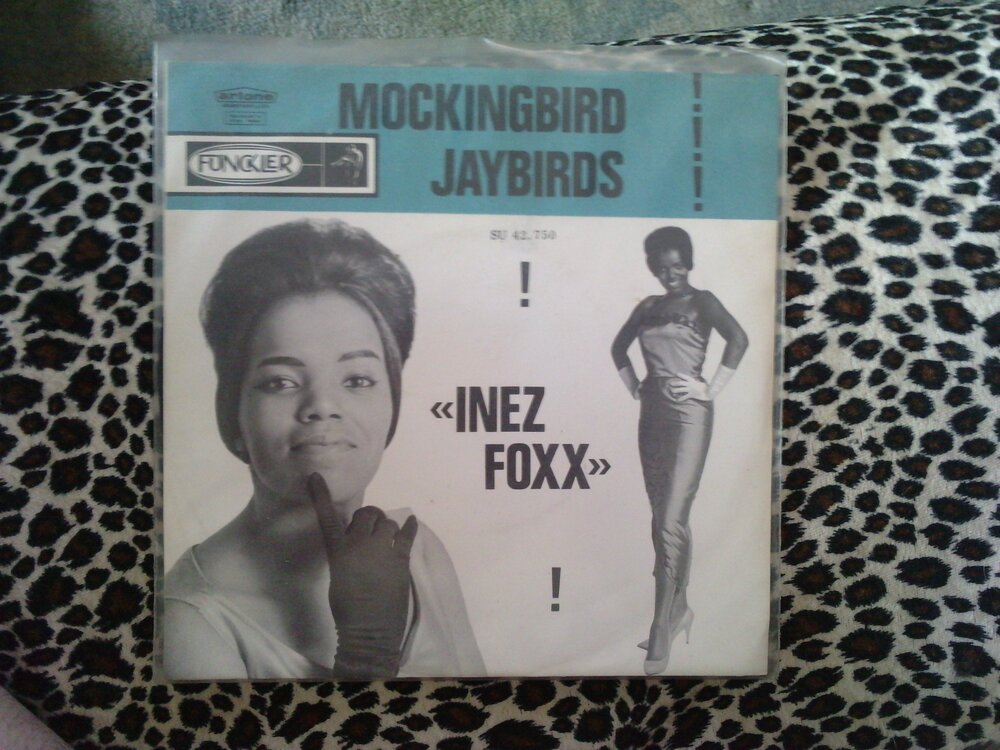 artone
MOCKINGBIRD !
JAYBIRDS
!
!
!
FUNCKLER
SU 42.750
!
«INEZ
FOXX»
!